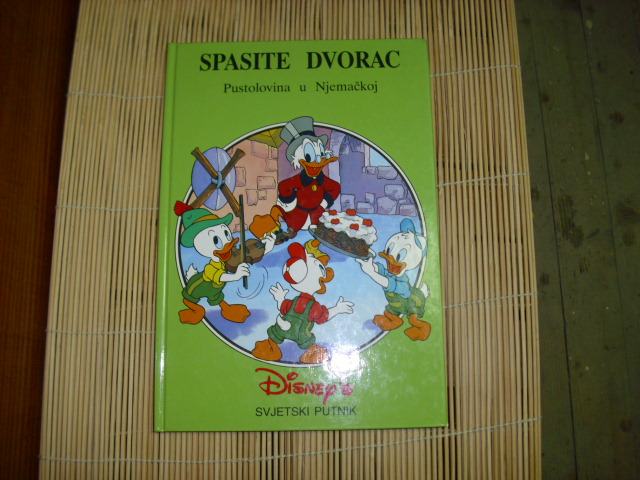 SPASITE DVORAC
Pustolovina u Njemačkoj
DISNEY'S
SVJETSKI PUTNIK